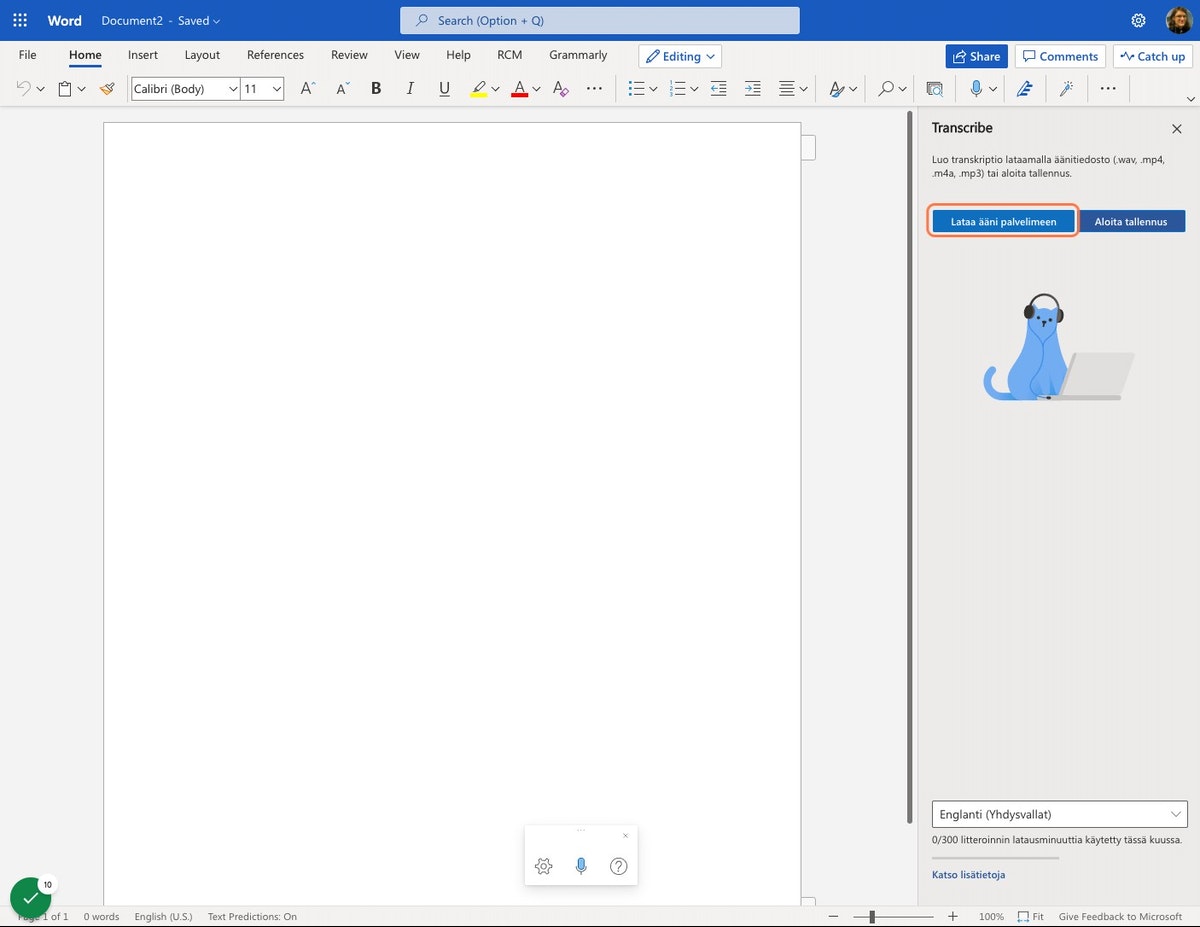 Word Document2 - Saved Search (Option + Q)
File Home Insert Layout References Review View Help RCM Grammarly Editing Share Comments Catch up
Calibri (Body) 11 A A B I U A A
Transcribe
Luo transkriptio lataamalla äänitiedosto (.wav, .mp4,
.m4a, .mp3) tai aloita tallennus.
Lataa ääni palvelimeen Aloita tallennus
Englanti (Yhdysvallat)
0/300 litteroinnin latausminuuttia käytetty tässä kuussa.
Katso lisätietoja
10
Page 1 of 1 0 words English (U.S.) Text Predictions: On 100% Fit Give Feedback to Microsoft